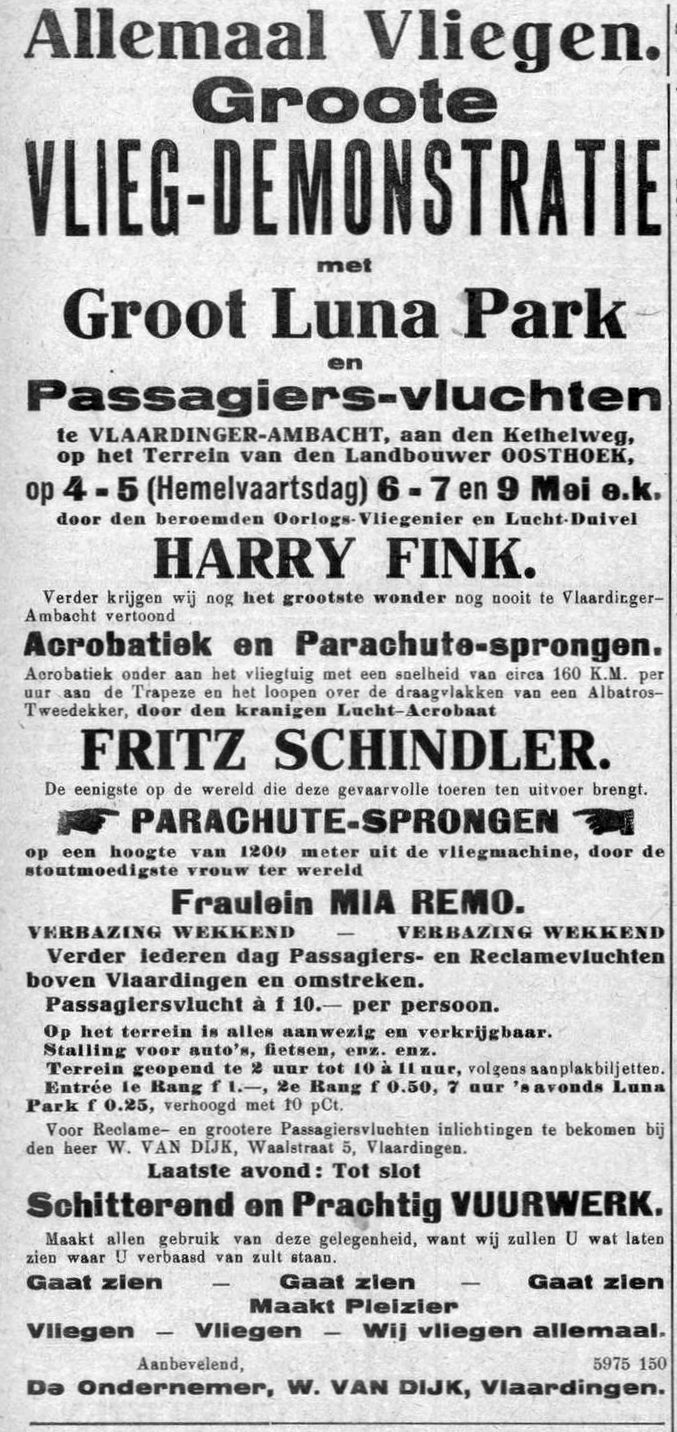 Allemaal Vliegen.
Groote
VLIEG-DEMONSTRATIE
met
Groot Luna Park
en
Passagiers-vluchten
te VLAARDINGER-AMBACHT, aan den Kethelweg,
op het Terrein van den Landbouwer OOSTHOEK,
op 4 - 5 (Hemelvaartsdag) 6 - 7 en 9 Mei e.k.
door den beroemden Oorlogs-Vliegenier en Lucht-Duivel
HARRY FINK.
Verder krijgen wij nog het grootste wonder nog nooit te Vlaardinger-
Ambacht vertoond
Acrobatiek en Parachute-sprongen.
Acrobatiek onder aan het vliegtuig met een snelheid van circa 160 K.M. per
uur aan de Trapeze en het loopen over de draagvlakken van een Albatros-
Tweedekker, door den kranigen Lucht-Acrobaat
FRITZ SCHINDLER.
De eenigste op de wereld die deze gevaarvolle toeren ten uitvoer brengt.
☛ PARACHUTE-SPRONGEN ☚
op een hoogte van 1200 meter uit de vliegmachine, door de
stoutmoedigste vrouw ter wereld
Fraulein MIA REMO.
VERBAZING WEKKEND — VERBAZING WEKKEND
Verder iederen dag Passagiers- en Reclamevluchten
boven Vlaardingen en omstreken.
Passagiersvlucht à f 10.— per persoon.
Op het terrein is alles aanwezig en verkrijgbaar.
Stalling voor auto's, fietsen, enz. enz.
Terrein geopend te 2 uur tot 10 à 11 uur, volgens aanplakbiljetten.
Entrée 1e Rang f 1.—, 2e Rang f 0.50, 7 uur 's avonds Luna
Park f 0.25, verhoogd met 10 pCt.
Voor Reclame- en grootere Passagiersvluchten inlichtingen te bekomen bij
den heer W. VAN DIJK, Waalstraat 5, Vlaardingen.
Laatste avond: Tot slot
Schitterend en Prachtig VUURWERK.
Maakt allen gebruik van deze gelegenheid, want wij zullen U wat laten
zien waar U verbaasd van zult staan.
Gaat zien — Gaat zien — Gaat zien
Maakt Pleizier
Vliegen — Vliegen — Wij vliegen allemaal.
Aanbevelend, 5975 150
De Ondernemer, W. VAN DIJK, Vlaardingen.